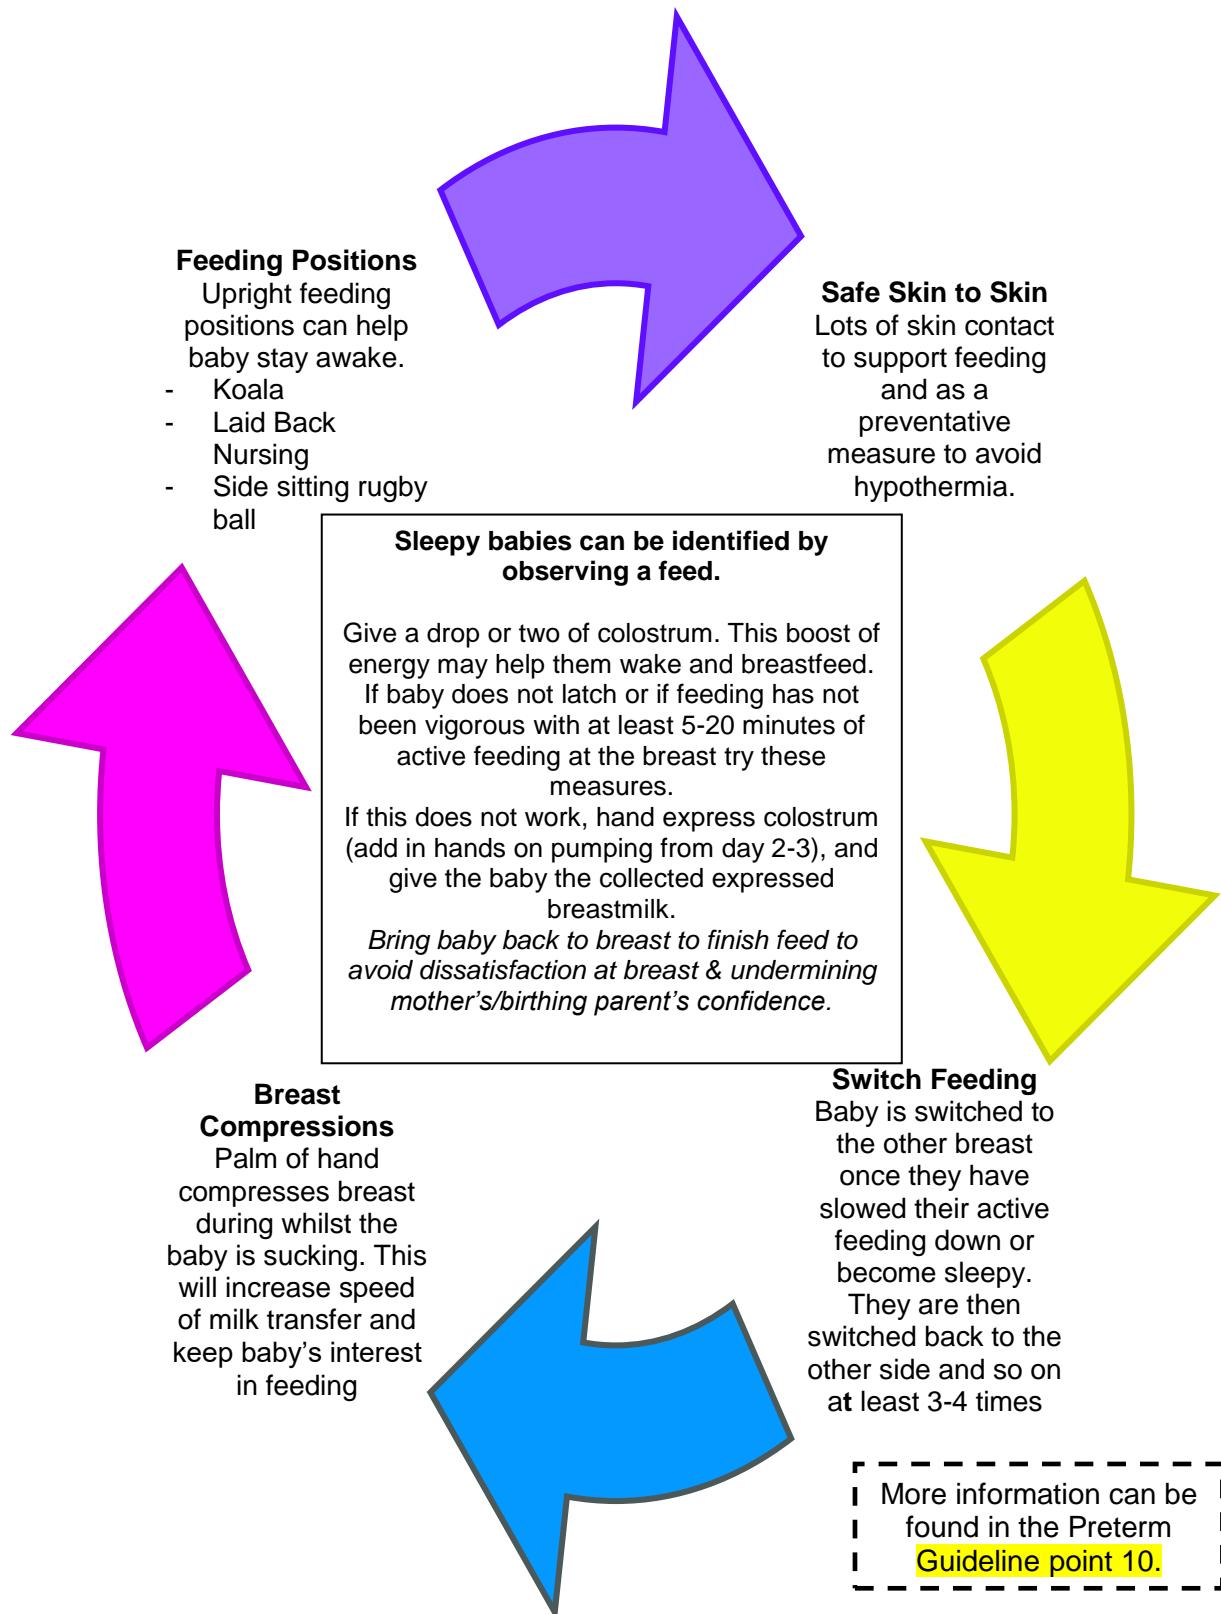 Feeding Positions
Upright feeding
positions can help
baby stay awake.
- Koala
- Laid Back
Nursing
- Side sitting rugby
ball
Safe Skin to Skin
Lots of skin contact
to support feeding
and as a
preventative
measure to avoid
hypothermia.
Sleepy babies can be identified by
observing a feed.
Give a drop or two of colostrum. This boost of
energy may help them wake and breastfeed.
If baby does not latch or if feeding has not
been vigorous with at least 5-20 minutes of
active feeding at the breast try these
measures.
If this does not work, hand express colostrum
(add in hands on pumping from day 2-3), and
give the baby the collected expressed
breastmilk.
Bring baby back to breast to finish feed to
avoid dissatisfaction at breast & undermining
mother’s/birthing parent’s confidence.
Breast
Compressions
Palm of hand
compresses breast
during whilst the
baby is sucking. This
will increase speed
of milk transfer and
keep baby’s interest
in feeding
Switch Feeding
Baby is switched to
the other breast
once they have
slowed their active
feeding down or
become sleepy.
They are then
switched back to the
other side and so on
at least 3-4 times
More information can be
found in the Preterm
Guideline point 10.